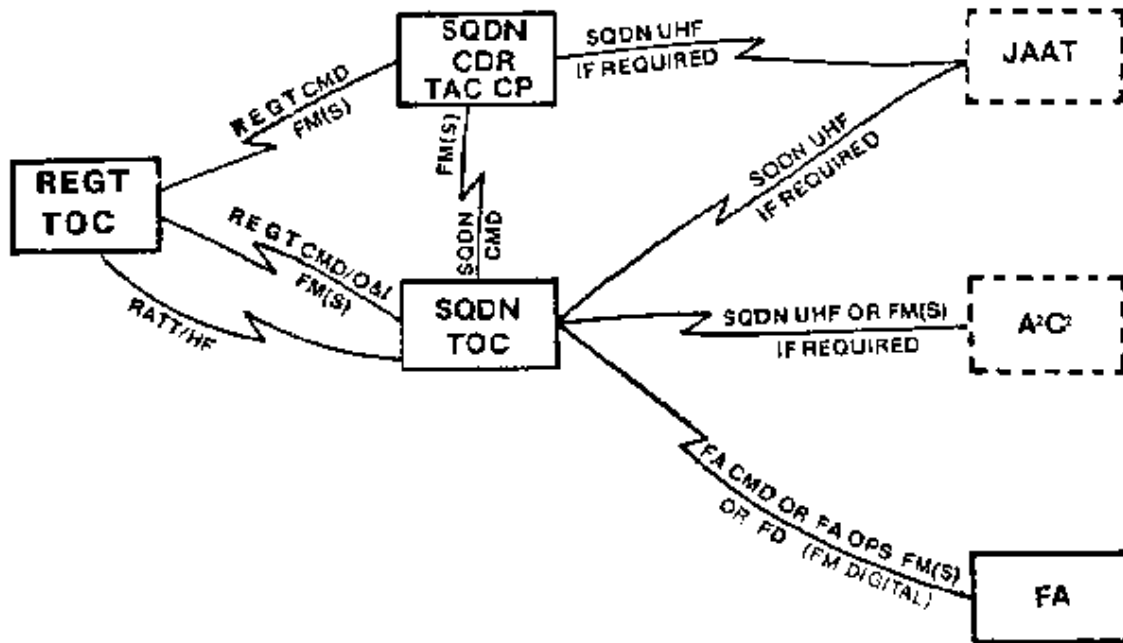 SQDN
CDR
TAC CP
SQDN UHF
IF REQUIRED
JAAT
REGT CMD
FM(S)
FM(S)
SQDN
CMD
SQDN UHF
IF REQUIRED
REGT
TOC
REGT CMD/O&I
FM(S)
RATT/HF
SQDN
TOC
SQDN UHF OR FM(S)
IF REQUIRED
A²C²
FA CMD OR FA OPS FM(S)
OR FD (FM DIGITAL)
FA